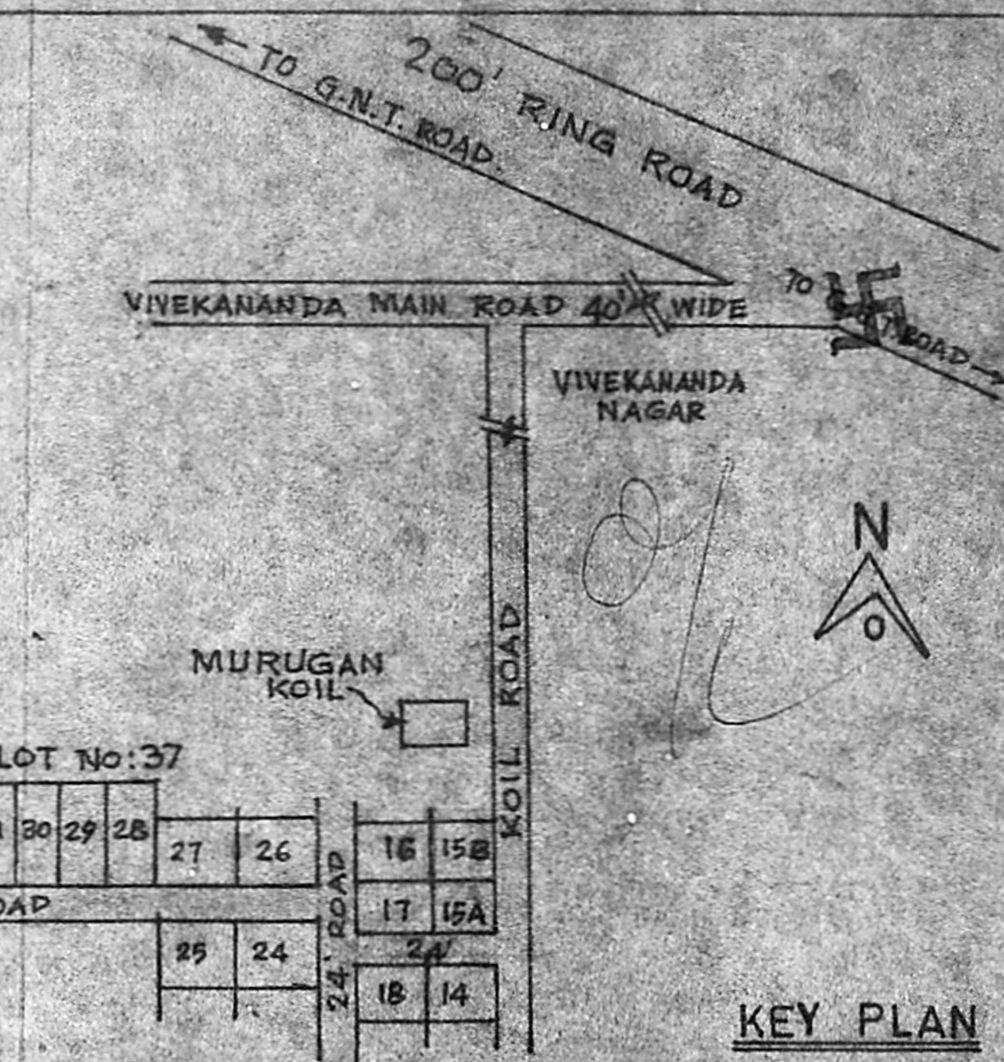 200' RING ROAD
TO G.N.T. ROAD.
VIVEKANANDA MAIN ROAD 40' WIDE
TO
ROAD
VIVEKANANDA
NAGAR
N
MURUGAN
KOIL
KOIL ROAD
LOT NO:37
30 29 28
27 26
16 15B
24' ROAD
17 15A
OAD
24'
25 24
18 14
KEY PLAN